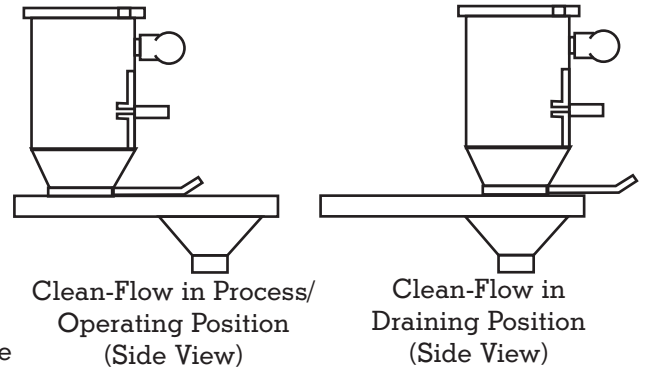 Clean-Flow in Process/
Operating Position
(Side View)
Clean-Flow in
Draining Position
(Side View)
e